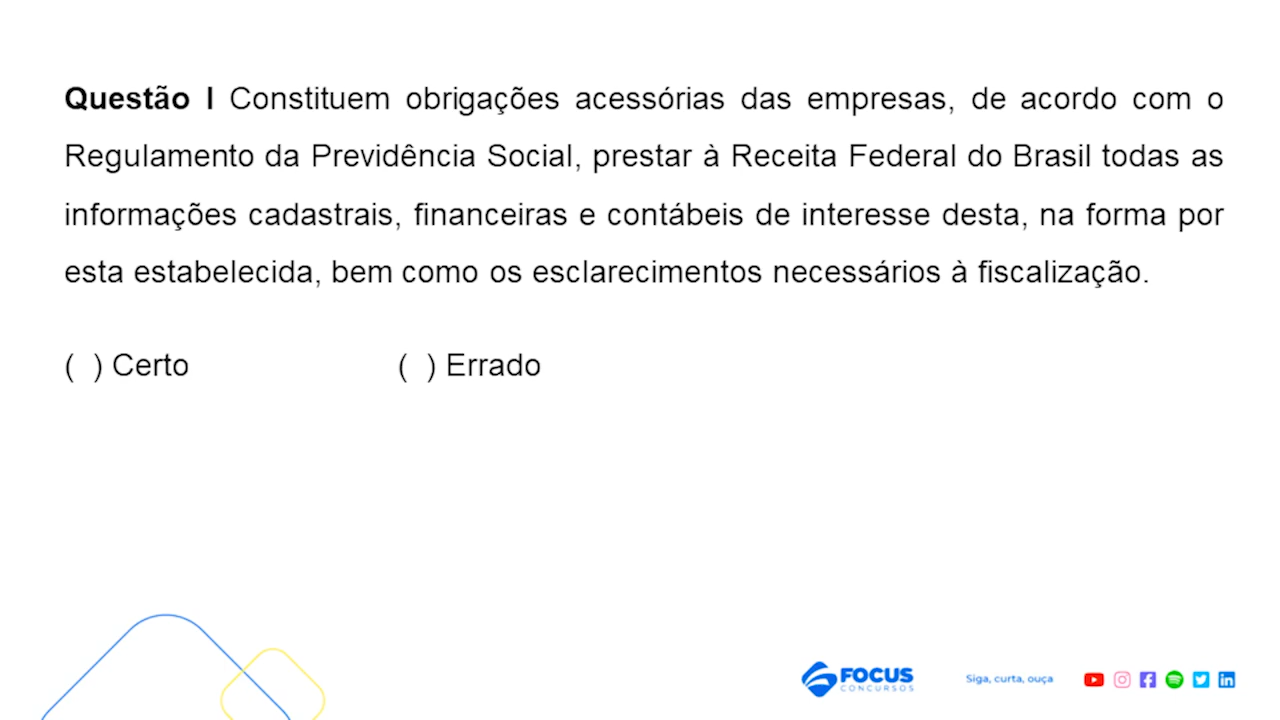 Questão I Constituem obrigações acessórias das empresas, de acordo com o
Regulamento da Previdência Social, prestar à Receita Federal do Brasil todas as
informações cadastrais, financeiras e contábeis de interesse desta, na forma por
esta estabelecida, bem como os esclarecimentos necessários à fiscalização.
( ) Certo ( ) Errado
FOCUS
CONCURSOS
Siga, curta, ouça